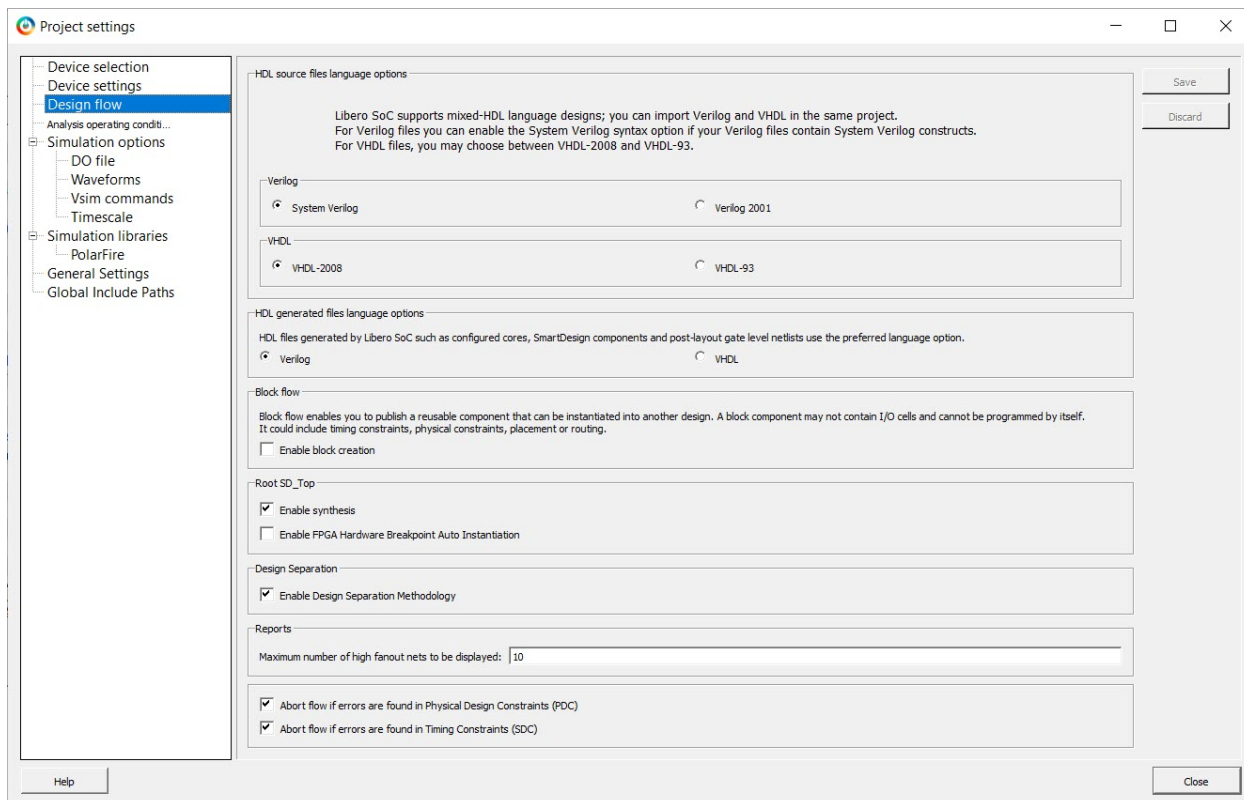 Project settings
Device selection
Device settings
Design flow
Analysis operating conditi...
Simulation options
DO file
Waveforms
Vsim commands
Timescale
Simulation libraries
PolarFire
General Settings
Global Include Paths
HDL source files language options
Libero SoC supports mixed-HDL language designs; you can import Verilog and VHDL in the same project.
For Verilog files you can enable the System Verilog syntax option if your Verilog files contain System Verilog constructs.
For VHDL files, you may choose between VHDL-2008 and VHDL-93.
Verilog
System Verilog
Verilog 2001
VHDL
VHDL-2008
VHDL-93
HDL generated files language options
HDL files generated by Libero SoC such as configured cores, SmartDesign components and post-layout gate level netlists use the preferred language option.
Verilog
VHDL
Block flow
Block flow enables you to publish a reusable component that can be instantiated into another design. A block component may not contain I/O cells and cannot be programmed by itself.
It could include timing constraints, physical constraints, placement or routing.
Enable block creation
Root SD_Top
Enable synthesis
Enable FPGA Hardware Breakpoint Auto Instantiation
Design Separation
Enable Design Separation Methodology
Reports
Maximum number of high fanout nets to be displayed: 10
Abort flow if errors are found in Physical Design Constraints (PDC)
Abort flow if errors are found in Timing Constraints (SDC)
Save
Discard
Help
Close